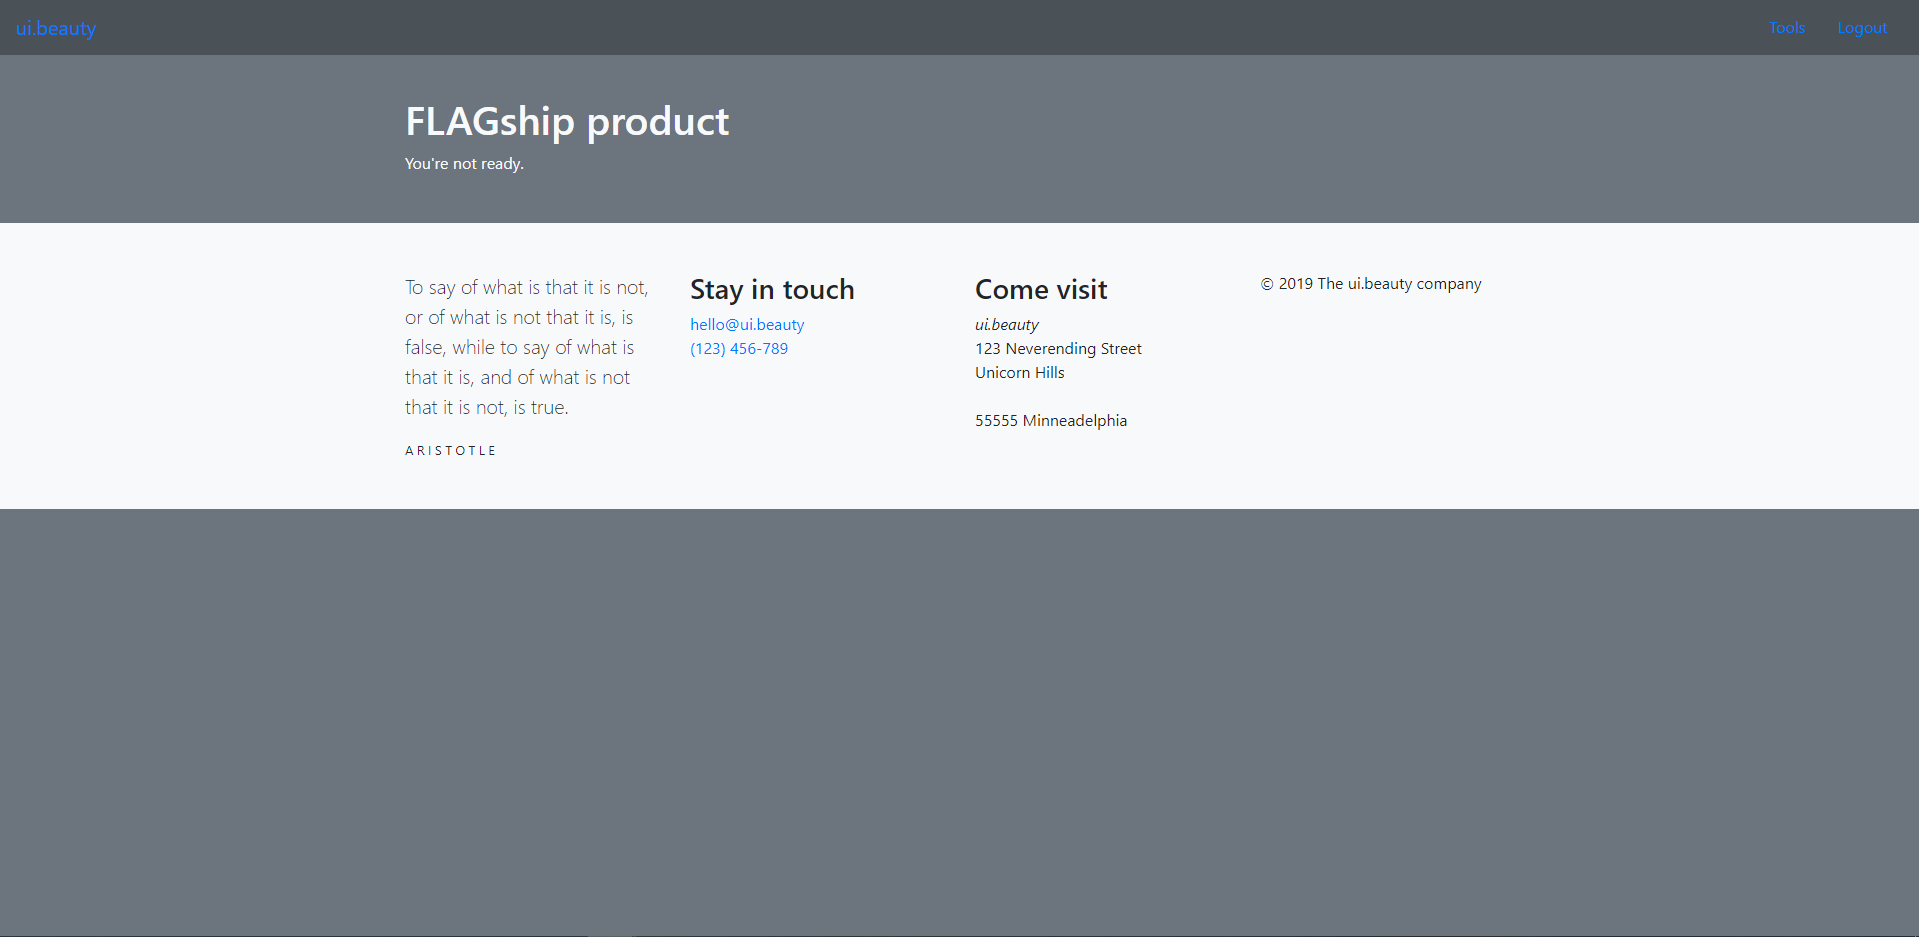 ui.beauty
Tools
Logout
FLAGship product
You're not ready.
To say of what is that it is not,
or of what is not that it is, is
false, while to say of what is
that it is, and of what is not
that it is not, is true.
ARISTOTLE
Stay in touch
hello@ui.beauty
(123) 456-789
Come visit
ui.beauty
123 Neverending Street
Unicorn Hills
55555 Minneadelphia
© 2019 The ui.beauty company